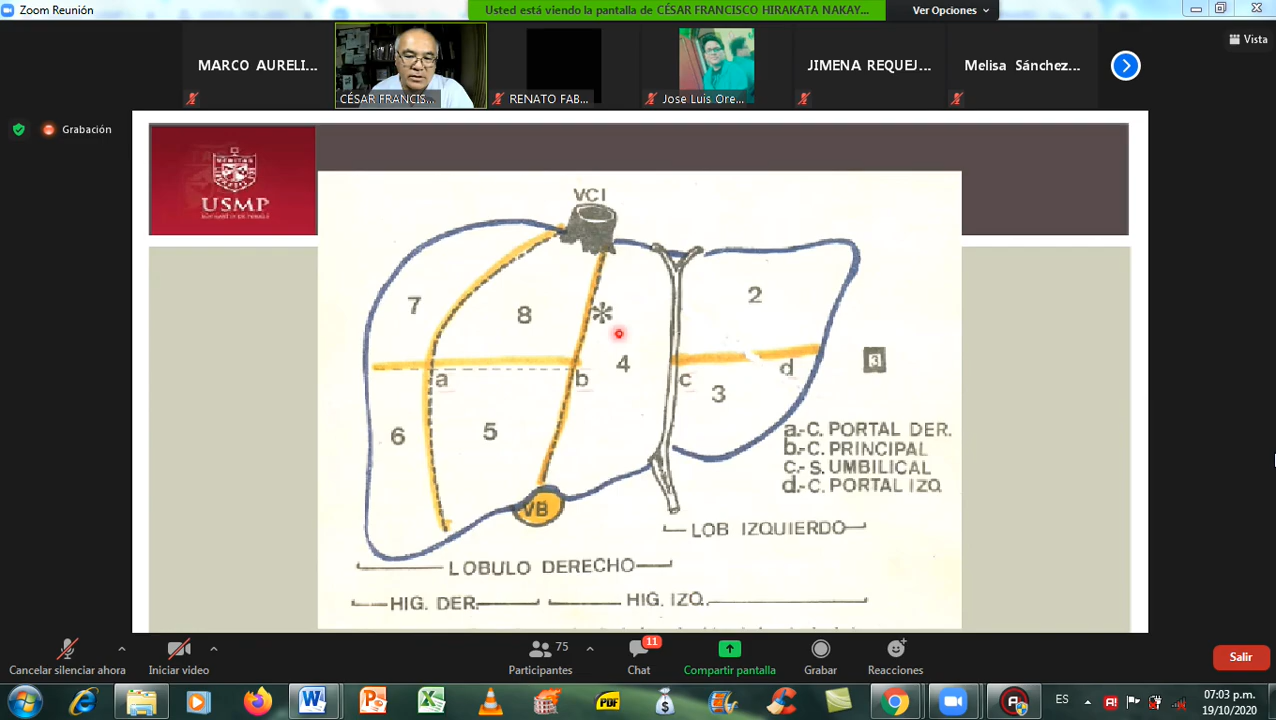 Zoom Reunión
Usted está viendo la pantalla de CÉSAR FRANCISCO HIRAKATA NAKAY...
Ver Opciones
Vista
MARCO AURELI...
CÉSAR FRANCIS...
RENATO FAB...
Jose Luis Ore...
JIMENA REQUEJ...
Melisa Sánchez...
Grabación
USMP
VCI
7
8
*
4
2
a
b
c
d
3
3
6
5
a.-C. PORTAL DER.
b.-C. PRINCIPAL
c.-S. UMBILICAL
d.-C. PORTAL IZQ.
VB
LOB IZQUIERDO
LOBULO DERECHO
HIG. DER.
HIG. IZQ.
Cancelar silenciar ahora
Iniciar video
75
Participantes
11
Chat
Compartir pantalla
Grabar
Reacciones
Salir
PDF
ES
07:03 p.m.
19/10/2020